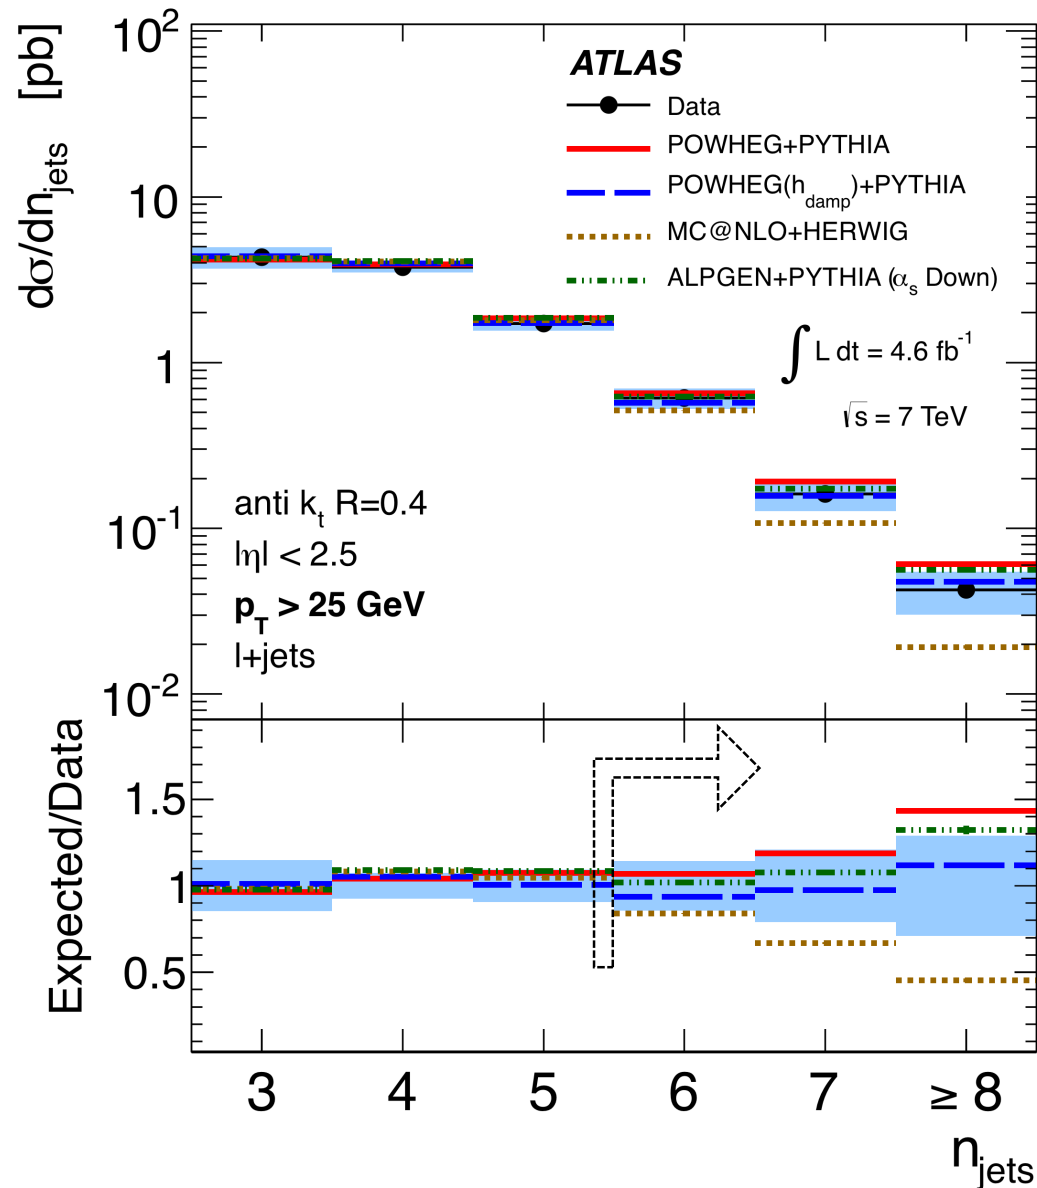 dσ/dn_jets [pb]
10²
10
1
10⁻¹
10⁻²
ATLAS
Data
POWHEG+PYTHIA
POWHEG(h_damp)+PYTHIA
MC@NLO+HERWIG
ALPGEN+PYTHIA (α_s Down)
∫ L dt = 4.6 fb⁻¹
√s = 7 TeV
anti k_t R=0.4
|η| < 2.5
p_T > 25 GeV
l+jets
Expected/Data
1.5
1
0.5
3 4 5 6 7 ≥ 8
n_jets